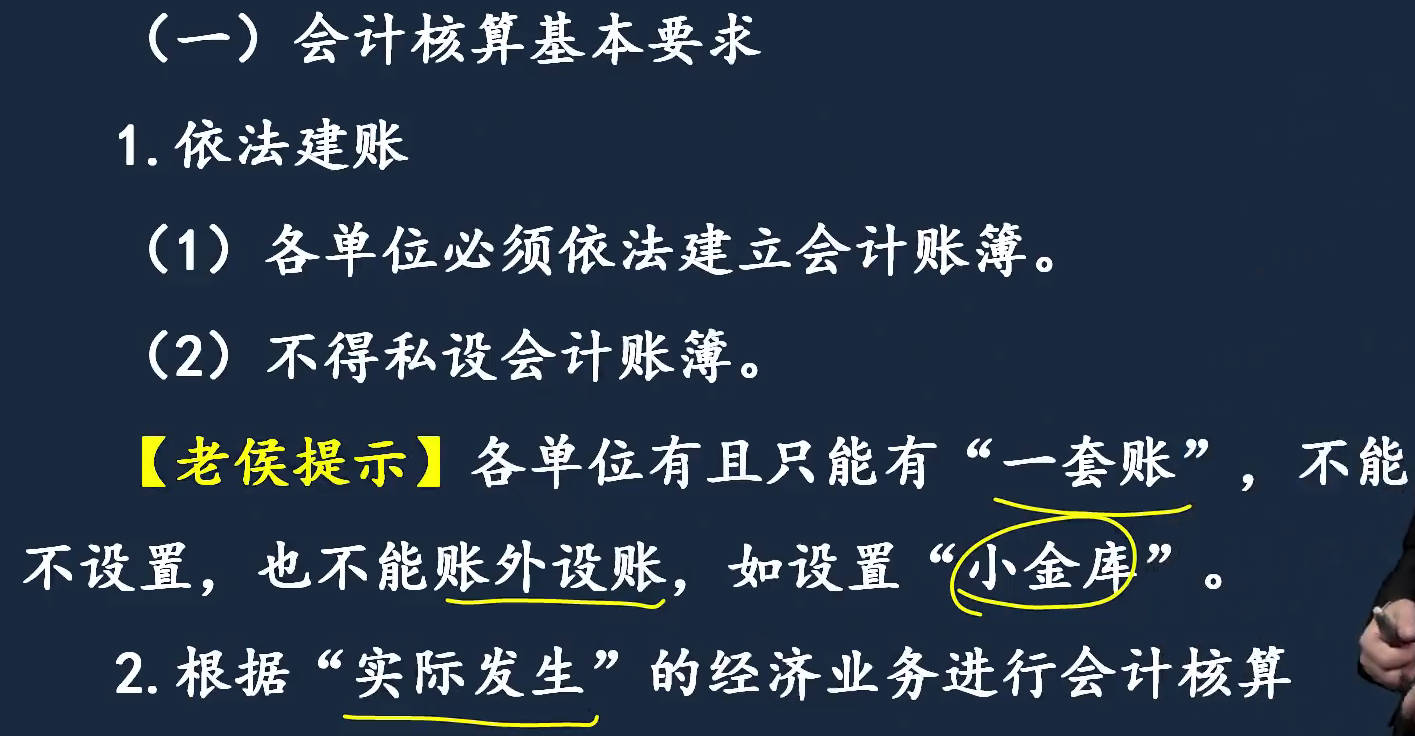 （一）会计核算基本要求
1.依法建账
（1）各单位必须依法建立会计账簿。
（2）不得私设会计账簿。
【老侯提示】各单位有且只能有“一套账”，不能
不设置，也不能账外设账，如设置“小金库”。
2.根据“实际发生”的经济业务进行会计核算